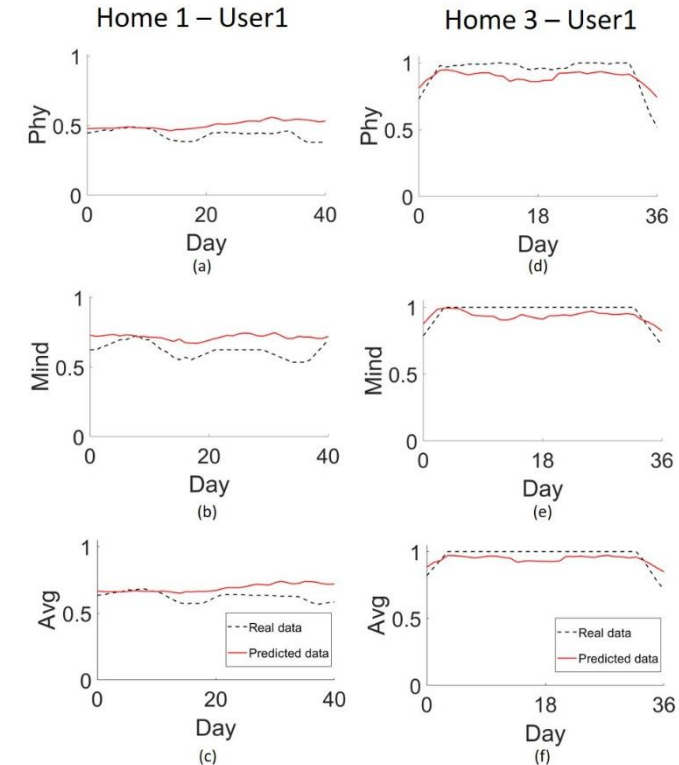 Home 1 – User1
1
0.5
0
Phy
0
20
40
Day
(a)
1
0.5
0
Mind
0
20
40
Day
(b)
1
0.5
0
Avg
Real data
Predicted data
0
20
40
Day
(c)
Home 3 – User1
1
0.5
0
Phy
0
18
36
Day
(d)
1
0.5
0
Mind
0
18
36
Day
(e)
1
0.5
0
Avg
Real data
Predicted data
0
18
36
Day
(f)